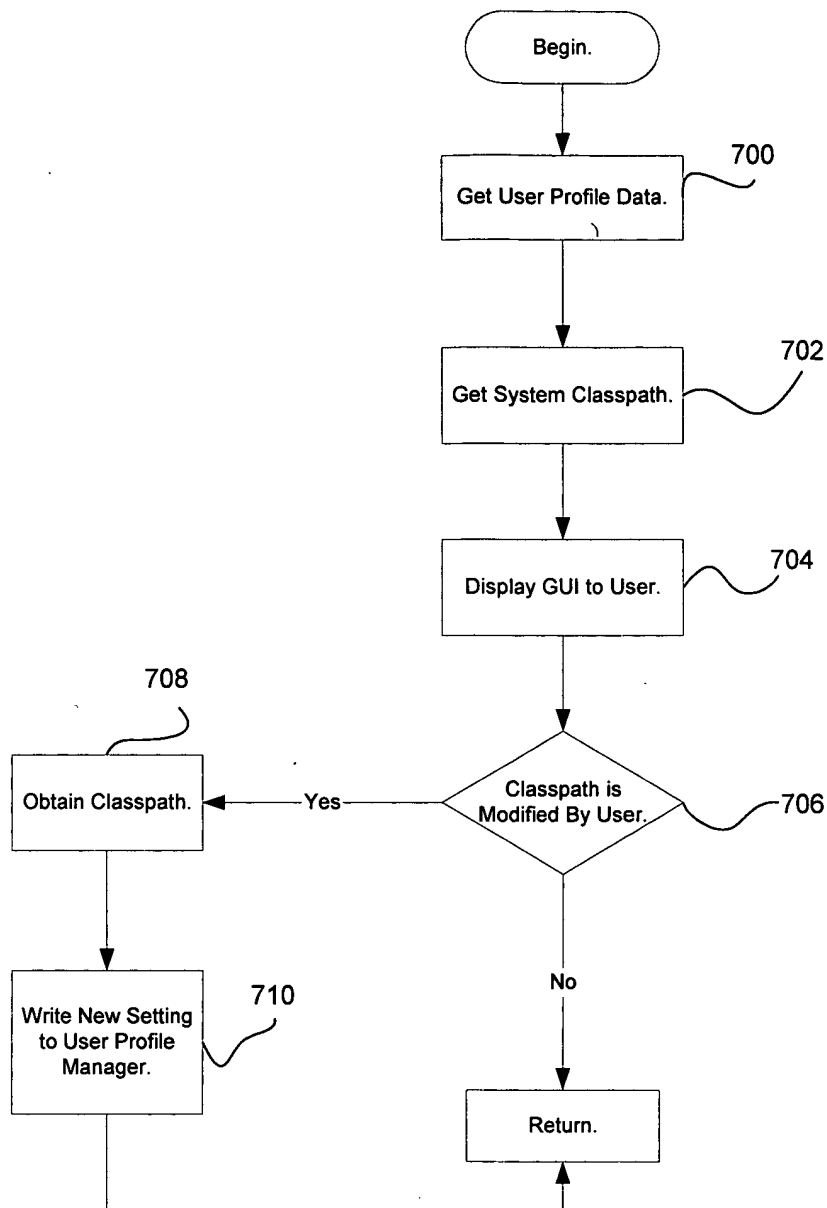 Begin.
700
Get User Profile Data.
702
Get System Classpath.
704
Display GUI to User.
708
Obtain Classpath.
Yes
Classpath is
Modified By User.
706
No
710
Write New Setting
to User Profile
Manager.
Return.